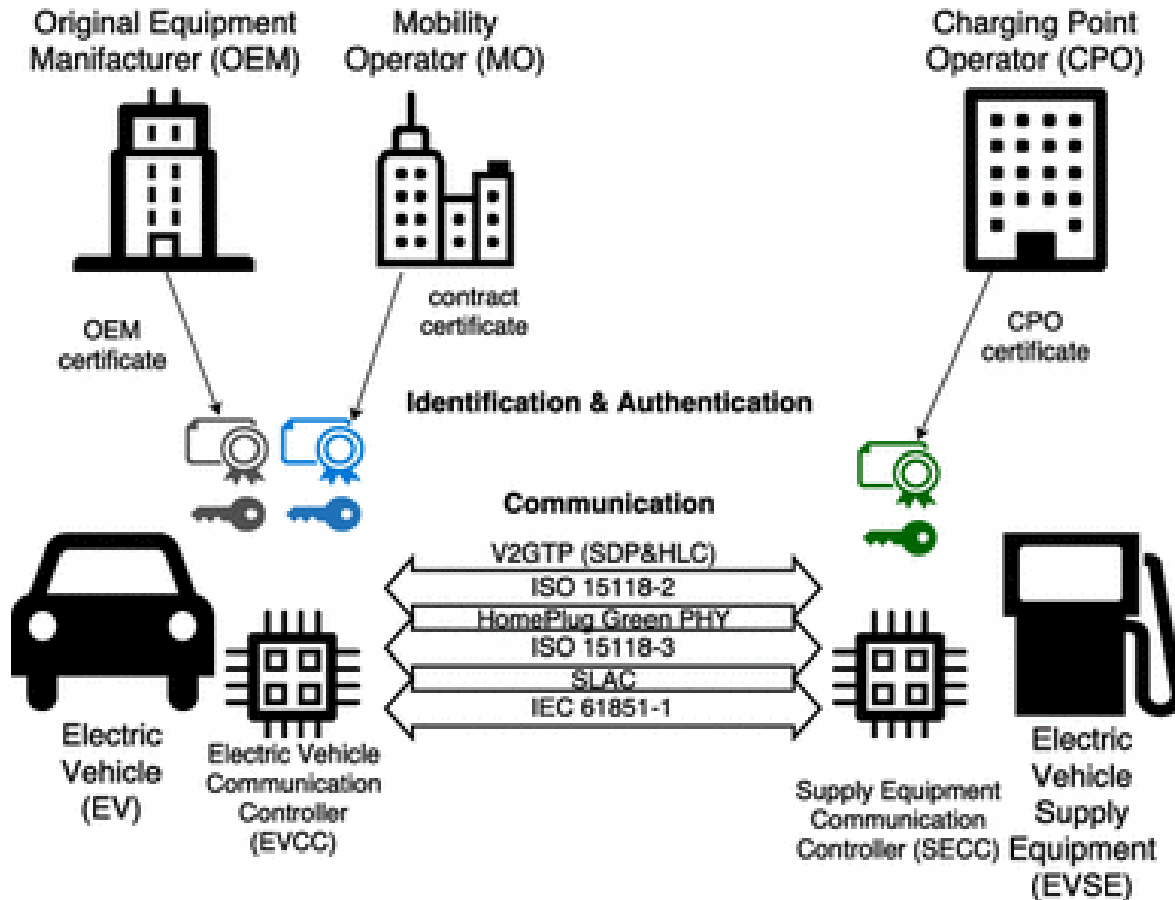 Original Equipment
Manifacturer (OEM)
Mobility
Operator (MO)
Charging Point
Operator (CPO)
OEM
certificate
contract
certificate
CPO
certificate
Identification & Authentication
Communication
V2GTP (SDP&HLC)
ISO 15118-2
HomePlug Green PHY
ISO 15118-3
SLAC
IEC 61851-1
Electric
Vehicle
(EV)
Electric Vehicle
Communication
Controller
(EVCC)
Supply Equipment
Communication
Controller (SECC)
Electric
Vehicle
Supply
Equipment
(EVSE)